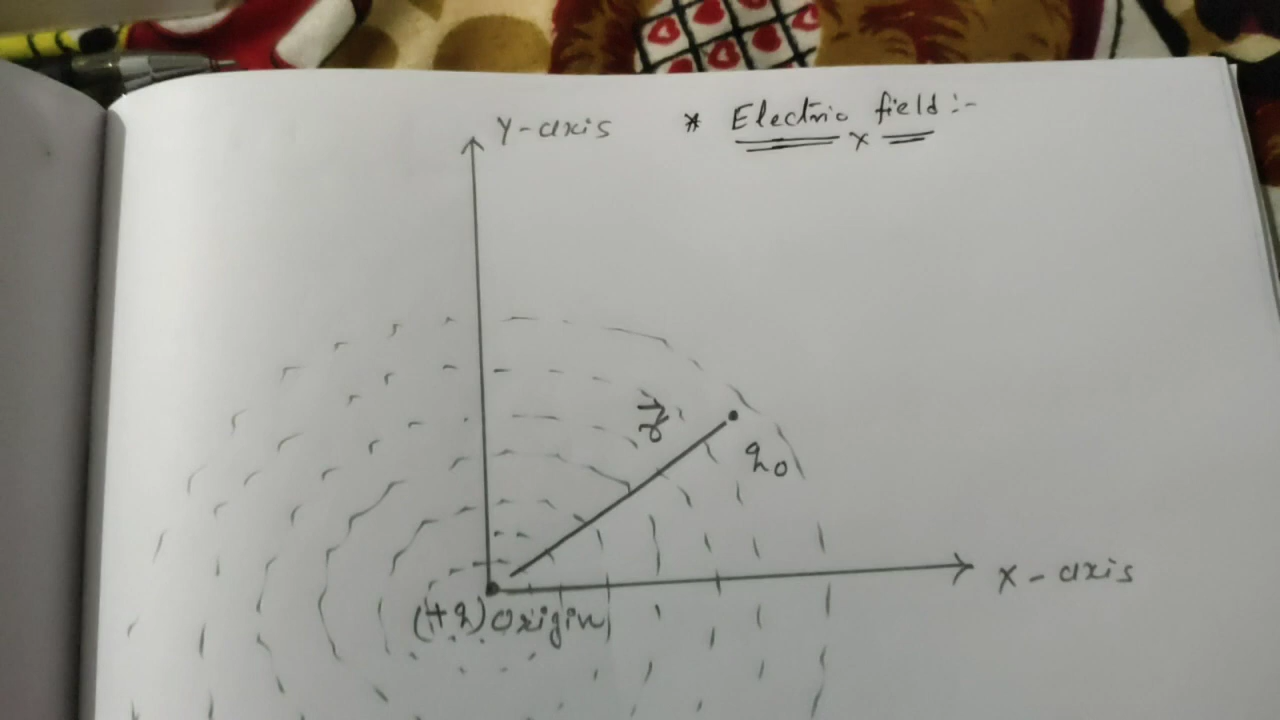 Y-axis
* Electric field :-
x
r
q₀
X-axis
(+q) origin